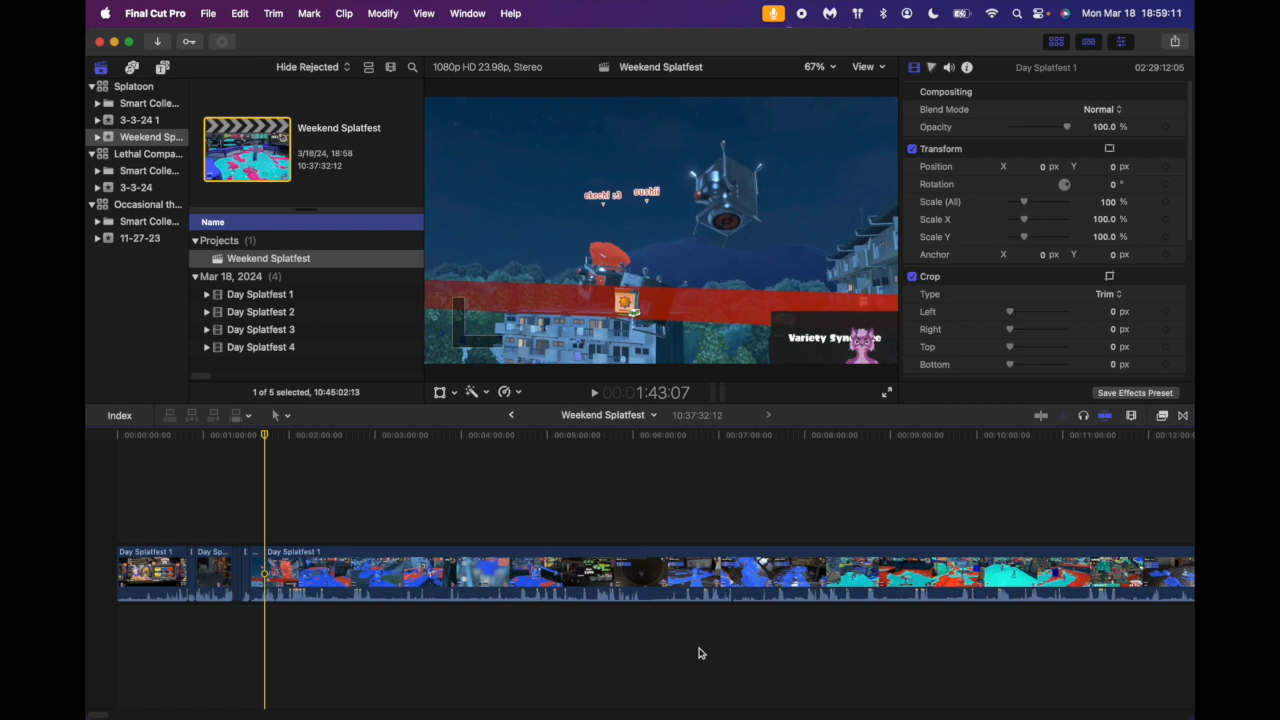 Final Cut Pro File Edit Trim Mark Clip Modify View Window Help Mon Mar 18 18:59:11
Hide Rejected 1080p HD 23.98p, Stereo Weekend Splatfest 67% View Day Splatfest 1 02:29:12:05
Splatoon
Smart Colle...
3-3-24 1
Weekend Sp...
Lethal Compa...
Smart Colle...
3-3-24
Occasional th...
Smart Colle...
11-27-23
Weekend Splatfest
3/18/24, 18:58
10:37:32:12
Name
Projects (1)
Weekend Splatfest
Mar 18, 2024 (4)
Day Splatfest 1
Day Splatfest 2
Day Splatfest 3
Day Splatfest 4
1 of 5 selected, 10:45:02:13
ckechi :3 sushii
00:00:01:43:07
Compositing
Blend Mode Normal
Opacity 100.0 %
Transform
Position X 0 px Y 0 px
Rotation 0 °
Scale (All) 100 %
Scale X 100.0 %
Scale Y 100.0 %
Anchor X 0 px Y 0 px
Crop
Type Trim
Left 0 px
Right 0 px
Top 0 px
Bottom 0 px
Save Effects Preset
Index Weekend Splatfest 10:37:32:12
00:00:00:00 00:01:00:00 00:02:00:00 00:03:00:00 00:04:00:00 00:05:00:00 00:06:00:00 00:07:00:00 00:08:00:00 00:09:00:00 00:10:00:00 00:11:00:00 00:12:00:0
Day Splatfest 1 Day Sp... ... Day Splatfest 1